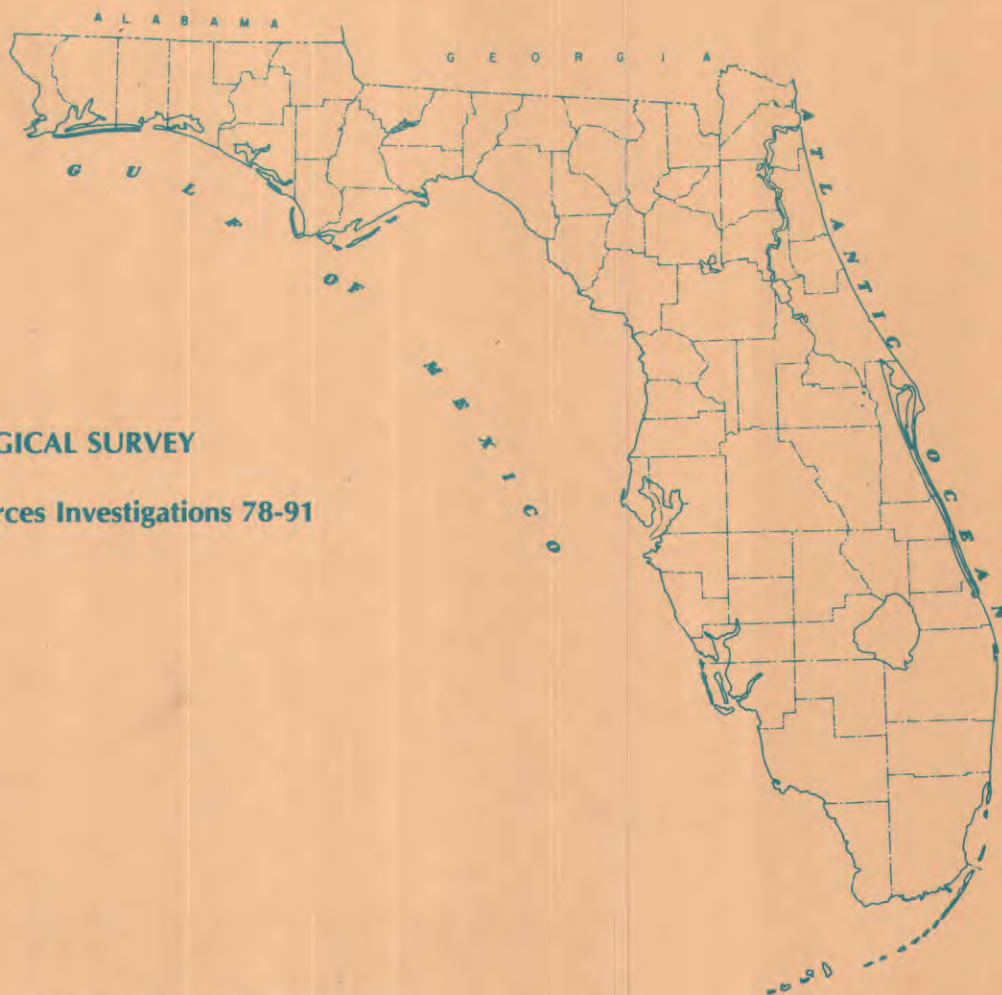 ALABAMA
GEORGIA
GULF OF
MEXICO
ATLANTIC OCEAN
GICAL SURVEY
rces Investigations 78-91